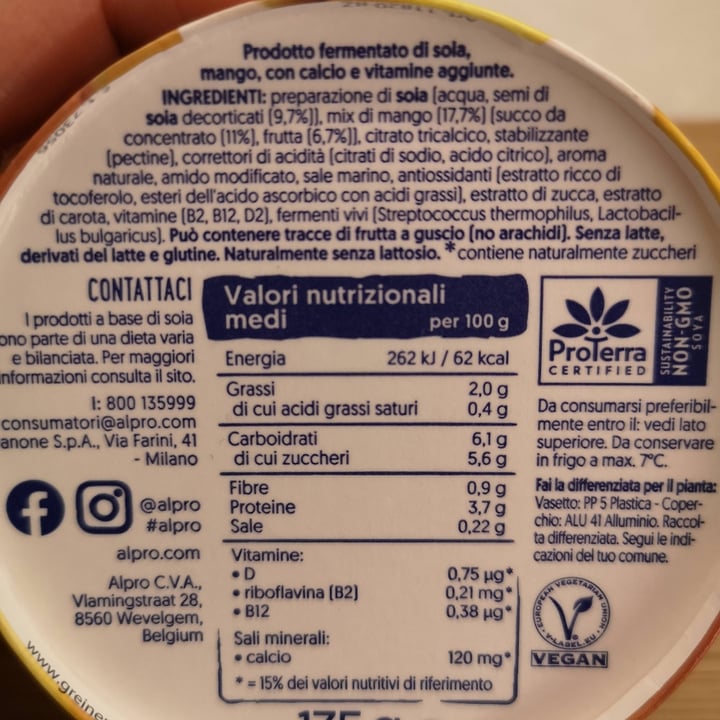 Prodotto fermentato di soia,
mango, con calcio e vitamine aggiunte.
INGREDIENTI: preparazione di soia [acqua, semi di
soia decorticati (9,7%)], mix di mango [17,7%] [succo da
concentrato [11%], frutta [6,7%]], citrato tricalcico, stabilizzante
[pectine], correttori di acidità [citrati di sodio, acido citrico], aroma
naturale, amido modificato, sale marino, antiossidanti [estratto ricco di
tocoferolo, esteri dell'acido ascorbico con acidi grassi], estratto di zucca, estratto
di carota, vitamine [B2, B12, D2], fermenti vivi [Streptococcus thermophilus, Lactobacil-
lus bulgaricus]. Può contenere tracce di frutta a guscio [no arachidi]. Senza latte,
derivati del latte e glutine. Naturalmente senza lattosio. *contiene naturalmente zuccheri
CONTATTACI
I prodotti a base di soia
ono parte di una dieta varia
e bilanciata. Per maggiori
nformazioni consulta il sito.
I: 800 135999
consumatori@alpro.com
anone S.p.A., Via Farini, 41
- Milano
@alpro
#alpro
alpro.com
Alpro C.V.A.,
Vlamingstraat 28,
8560 Wevelgem,
Belgium
www.greine
Valori nutrizionali
medi per 100 g
Energia 262 kJ / 62 kcal
Grassi 2,0 g
di cui acidi grassi saturi 0,4 g
Carboidrati 6,1 g
di cui zuccheri 5,6 g
Fibre 0,9 g
Proteine 3,7 g
Sale 0,22 g
Vitamine:
• D 0,75 µg*
• riboflavina [B2] 0,21 mg*
• B12 0,38 µg*
Sali minerali:
• calcio 120 mg*
* = 15% dei valori nutritivi di riferimento
175 g
ProTerra
CERTIFIED
SUSTAINABILITY
NON-GMO
SOYA
Da consumarsi preferibil-
mente entro il: vedi lato
superiore. Da conservare
in frigo a max. 7°C.
Fai la differenziata per il pianta:
Vasetto: PP 5 Plastica - Coper-
chio: ALU 41 Alluminio. Raccol-
ta differenziata. Segui le indi-
cazioni del tuo comune.
EUROPEAN VEGETARIAN UNION
V-LABEL.EU
VEGAN